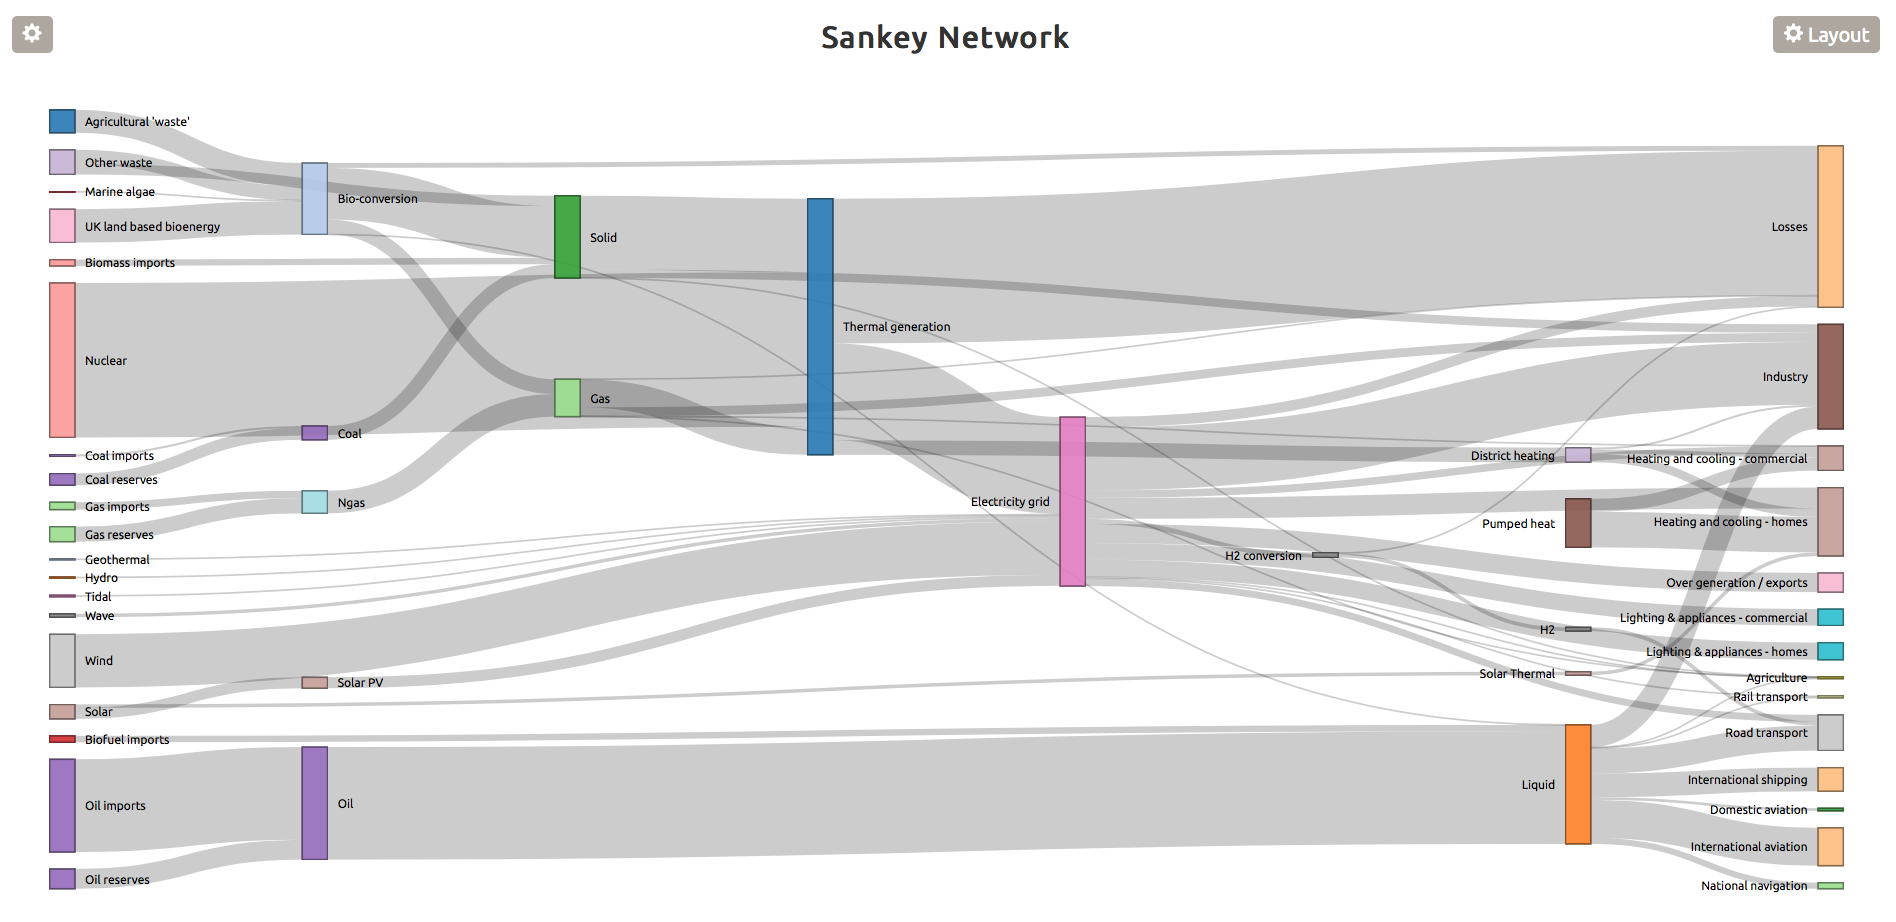 Sankey Network
Layout
Agricultural 'waste'
Other waste
Marine algae
UK land based bioenergy
Biomass imports
Nuclear
Coal imports
Coal reserves
Gas imports
Gas reserves
Geothermal
Hydro
Tidal
Wave
Wind
Solar
Biofuel imports
Oil imports
Oil reserves
Bio-conversion
Coal
Ngas
Solar PV
Oil
Solid
Gas
Thermal generation
Electricity grid
H2 conversion
District heating
Pumped heat
H2
Solar Thermal
Liquid
Losses
Industry
Heating and cooling - commercial
Heating and cooling - homes
Over generation / exports
Lighting & appliances - commercial
Lighting & appliances - homes
Agriculture
Rail transport
Road transport
International shipping
Domestic aviation
International aviation
National navigation